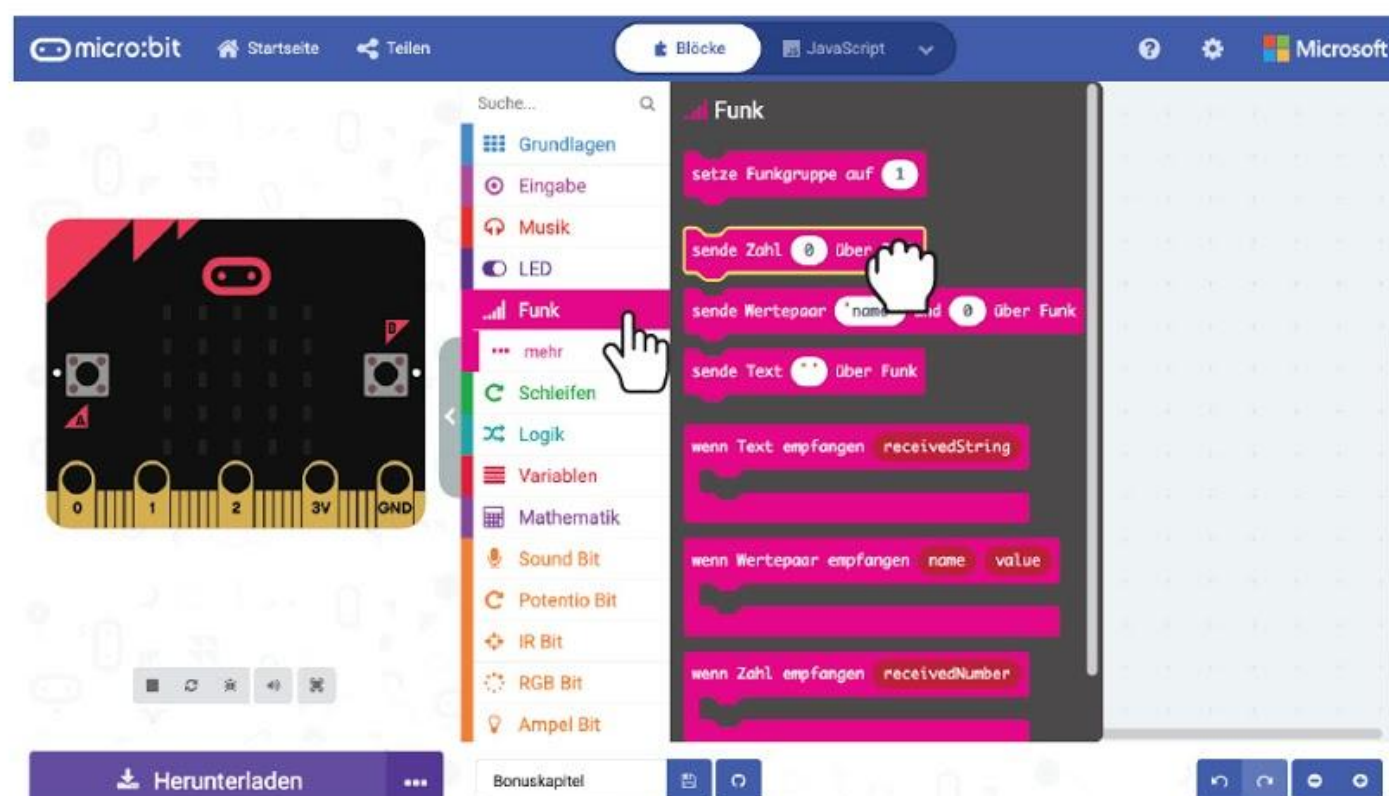 micro:bit Startseite Teilen Blöcke JavaScript Microsoft
Suche...
Grundlagen
Eingabe
Musik
LED
Funk
mehr
Schleifen
Logik
Variablen
Mathematik
Sound Bit
Potentio Bit
IR Bit
RGB Bit
Ampel Bit
Funk
setze Funkgruppe auf 1
sende Zahl 0 über
sende Wertepaar "name" und 0 über Funk
sende Text "" über Funk
wenn Text empfangen receivedString
wenn Wertepaar empfangen name value
wenn Zahl empfangen receivedNumber
A
B
0 1 2 3V GND
Herunterladen
Bonuskapitel